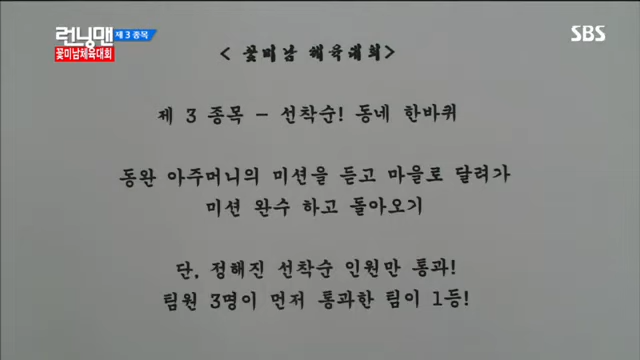 런닝맨 제 3 종목
꽃미남체육대회
SBS
< 꽃미남 체육대회>
제 3 종목 - 선착순! 동네 한바퀴
동완 아주머니의 미션을 듣고 마을로 달려가
미션 완수 하고 돌아오기
단, 정해진 선착순 인원만 통과!
팀원 3명이 먼저 통과한 팀이 1등!